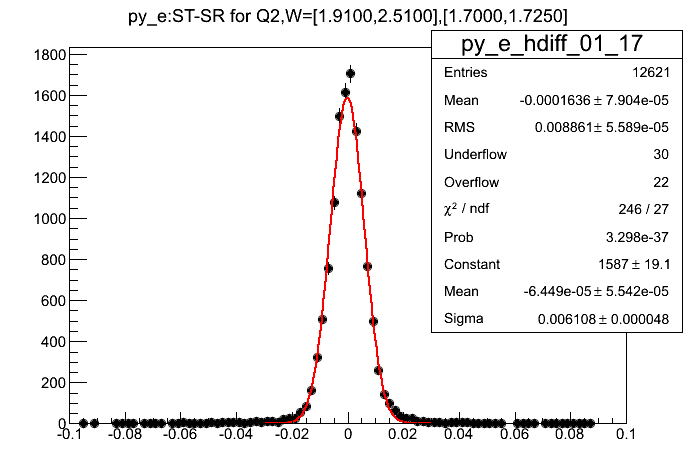 py_e:ST-SR for Q2,W=[1.9100,2.5100],[1.7000,1.7250]
py_e_hdiff_01_17
Entries 12621
Mean -0.0001636 ± 7.904e-05
RMS 0.008861 ± 5.589e-05
Underflow 30
Overflow 22
χ² / ndf 246 / 27
Prob 3.298e-37
Constant 1587 ± 19.1
Mean -6.449e-05 ± 5.542e-05
Sigma 0.006108 ± 0.000048
1800
1600
1400
1200
1000
800
600
400
200
0
-0.1 -0.08 -0.06 -0.04 -0.02 0 0.02 0.04 0.06 0.08 0.1